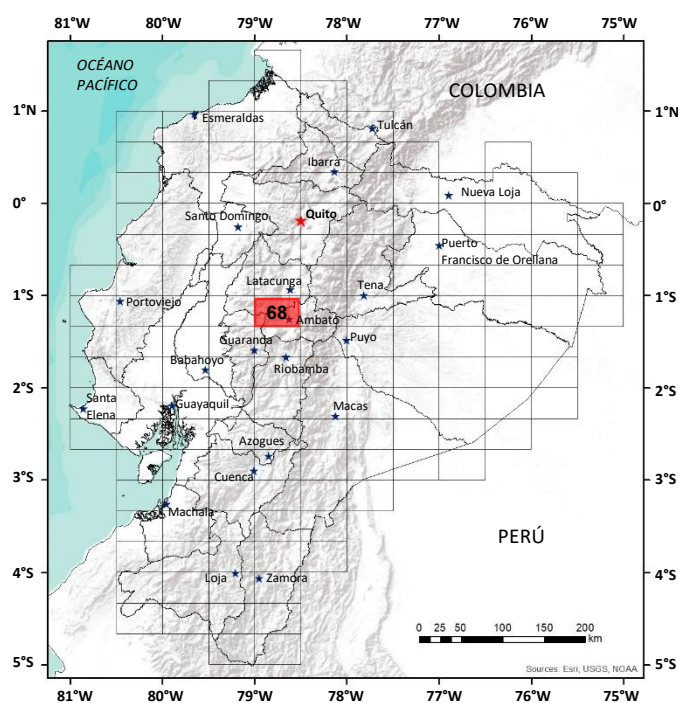 81°W 80°W 79°W 78°W 77°W 76°W 75°W
OCÉANO
PACÍFICO
COLOMBIA
1°N 1°N
Esmeraldas
Tulcán
Ibarra
Nueva Loja
0° 0°
Santo Domingo
Quito
Puerto
Francisco de Orellana
Latacunga
Tena
1°S 1°S
Portoviejo
68
Ambato
Guaranda
Puyo
Babahoyo
Riobamba
2°S 2°S
Santa
Elena
Guayaquil
Macas
Azogues
3°S 3°S
Cuenca
Machala
PERÚ
4°S 4°S
Loja
Zamora
0 25 50 100 150 200
km
5°S 5°S
Sources: Esri, USGS, NOAA
81°W 80°W 79°W 78°W 77°W 76°W 75°W